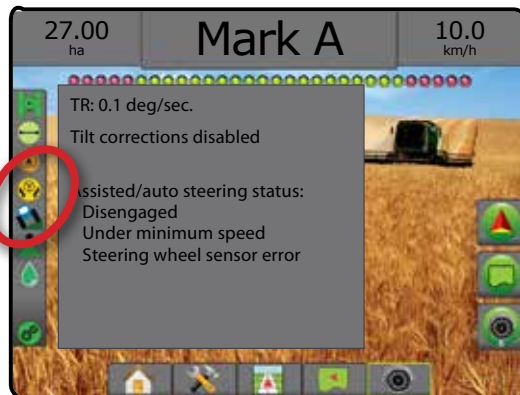 27.00
ha
Mark A
10.0
km/h
TR: 0.1 deg/sec.
Tilt corrections disabled
Assisted/auto steering status:
Disengaged
Under minimum speed
Steering wheel sensor error